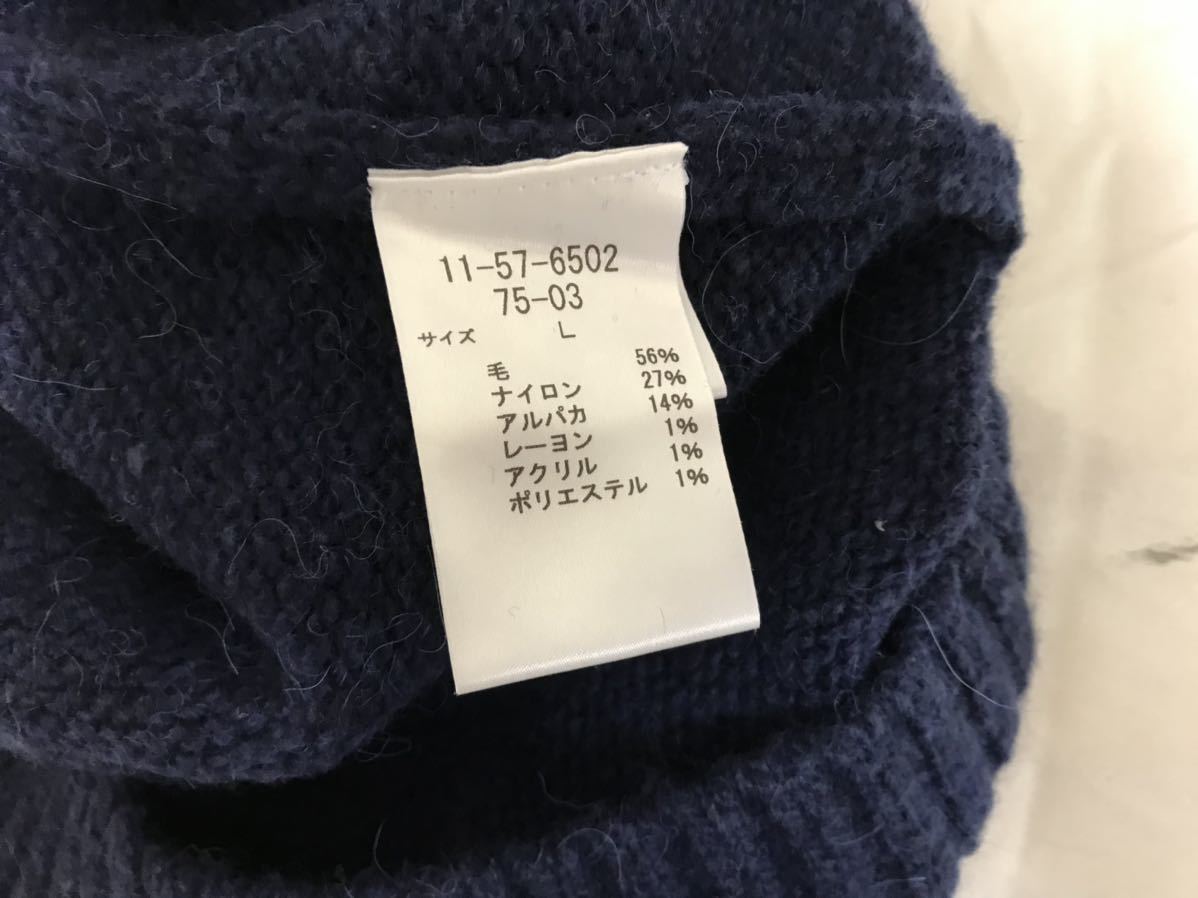 11-57-6502
75-03
サイズ L
毛 56%
ナイロン 27%
アルパカ 14%
レーヨン 1%
アクリル 1%
ポリエステル 1%